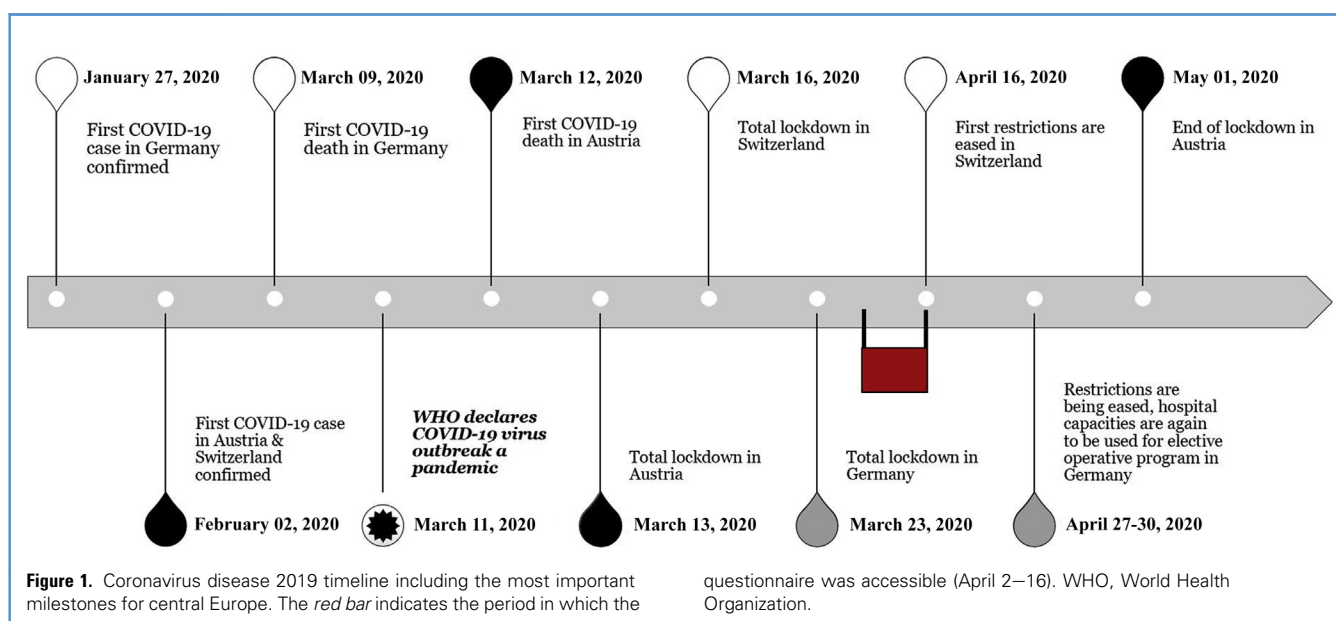 January 27, 2020
First COVID-19
case in Germany
confirmed
March 09, 2020
First COVID-19
death in Germany
March 12, 2020
First COVID-19
death in Austria
March 16, 2020
Total lockdown in
Switzerland
April 16, 2020
First restrictions are
eased in
Switzerland
May 01, 2020
End of lockdown in
Austria
First COVID-19 case
in Austria &
Switzerland
confirmed
February 02, 2020
WHO declares
COVID-19 virus
outbreak a
pandemic
March 11, 2020
Total lockdown in
Austria
March 13, 2020
Total lockdown in
Germany
March 23, 2020
Restrictions are
being eased, hospital
capacities are again
to be used for elective
operative program in
Germany
April 27-30, 2020
Figure 1. Coronavirus disease 2019 timeline including the most important
milestones for central Europe. The red bar indicates the period in which the
questionnaire was accessible (April 2–16). WHO, World Health
Organization.